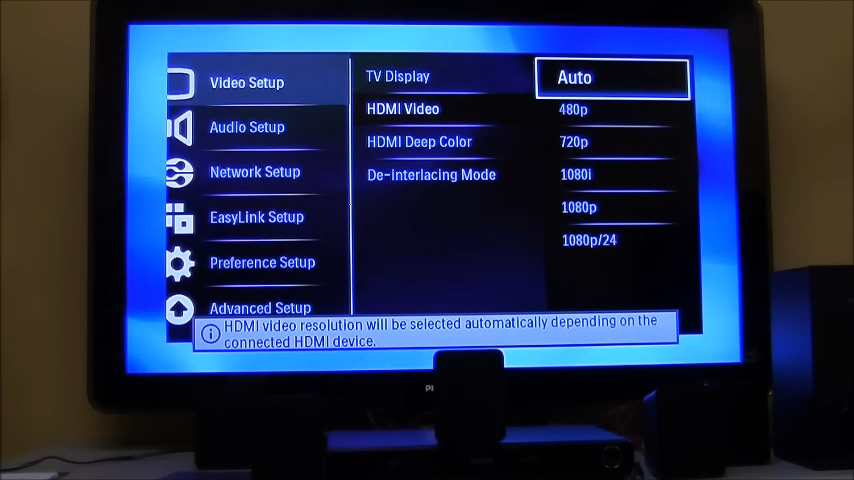 Video Setup
Audio Setup
Network Setup
EasyLink Setup
Preference Setup
Advanced Setup
TV Display
HDMI Video
HDMI Deep Color
De-interlacing Mode
Auto
480p
720p
1080i
1080p
1080p/24
HDMI video resolution will be selected automatically depending on the
connected HDMI device.